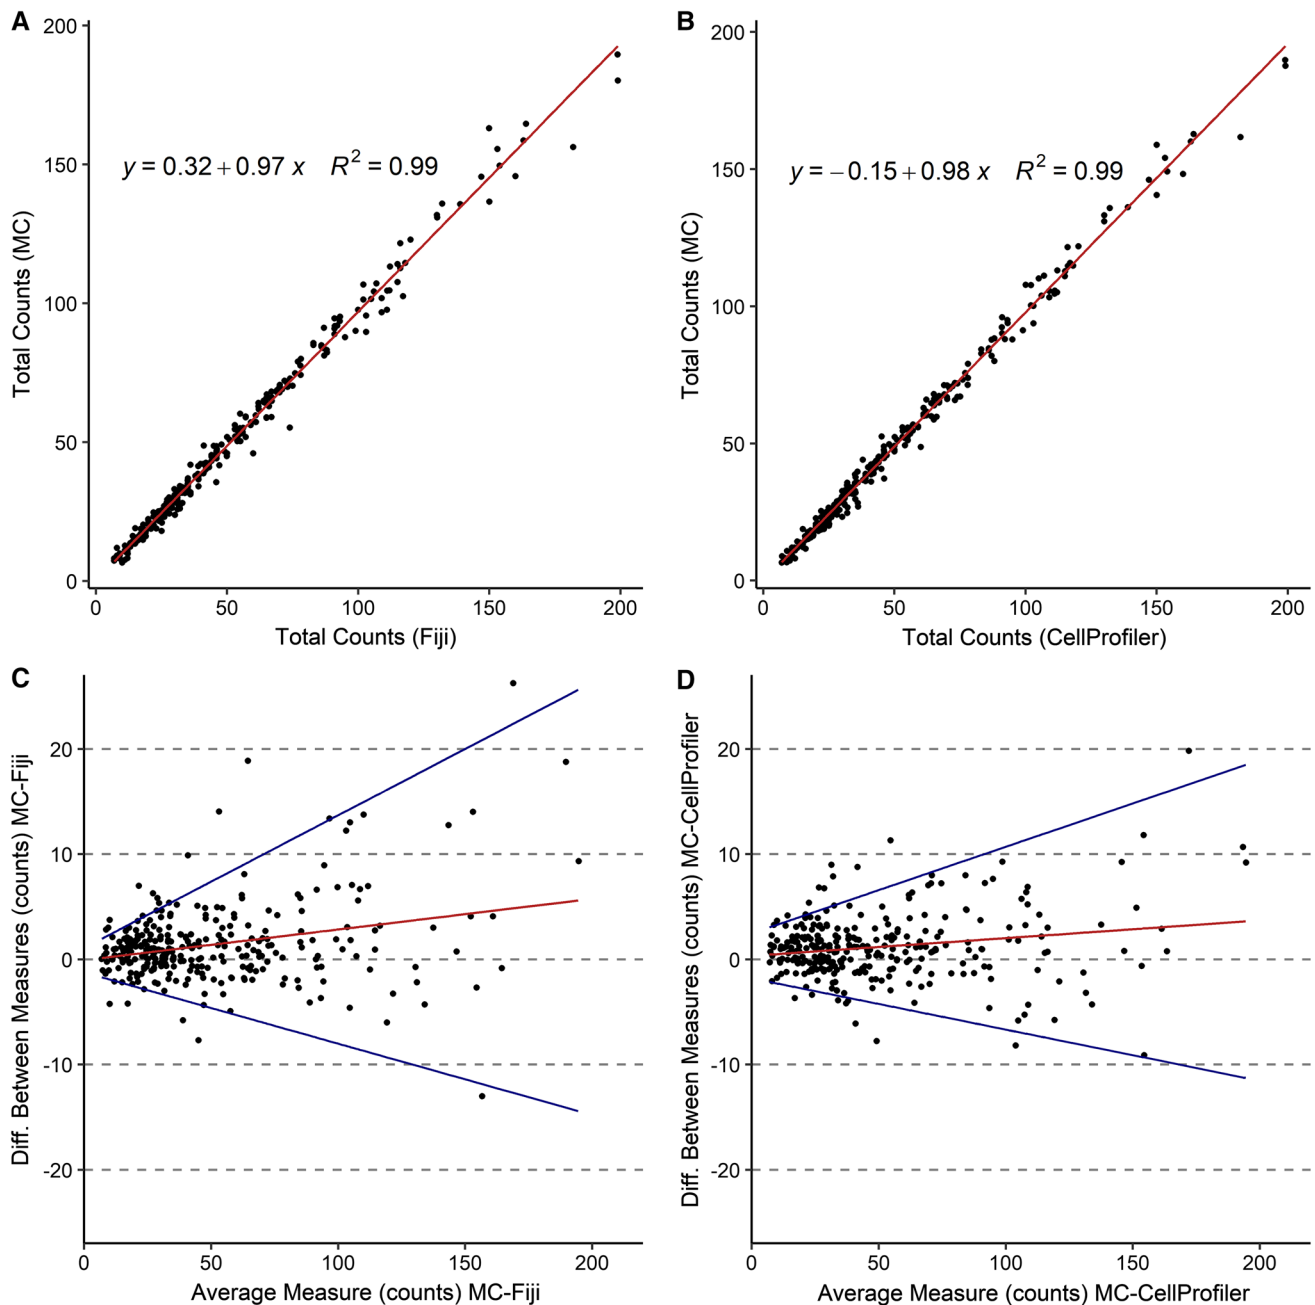 A
200
150
100
50
0
Total Counts (MC)
y = 0.32 + 0.97 x R² = 0.99
0 50 100 150 200
Total Counts (Fiji)
B
200
150
100
50
0
Total Counts (MC)
y = −0.15 + 0.98 x R² = 0.99
0 50 100 150 200
Total Counts (CellProfiler)
C
20
10
0
-10
-20
Diff. Between Measures (counts) MC-Fiji
0 50 100 150 200
Average Measure (counts) MC-Fiji
D
20
10
0
-10
-20
Diff. Between Measures (counts) MC-CellProfiler
0 50 100 150 200
Average Measure (counts) MC-CellProfiler